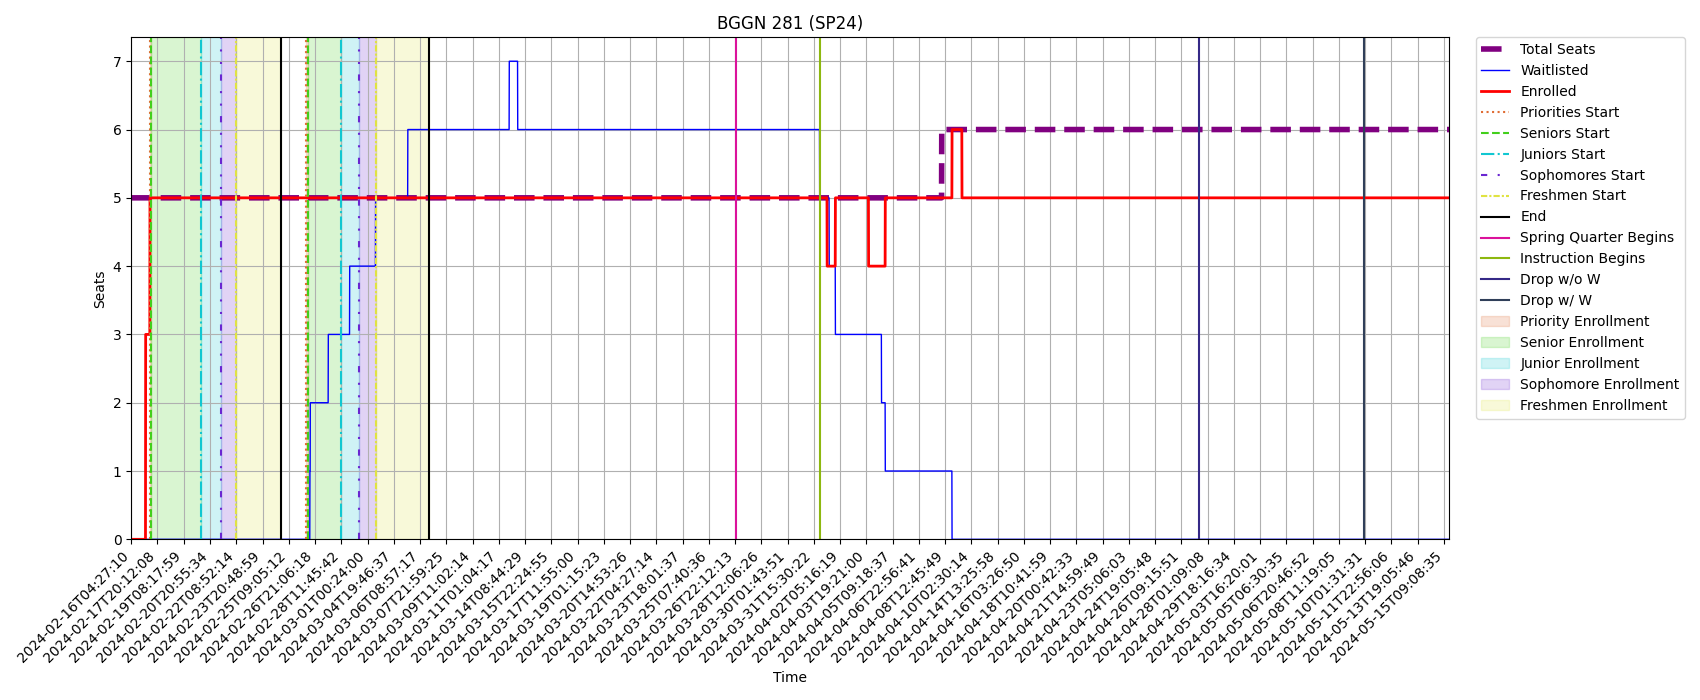 BGGN 281 (SP24)
Seats
7
6
5
4
3
2
1
0
2024-02-16T04:27:10
2024-02-17T20:12:08
2024-02-19T08:17:59
2024-02-20T20:55:34
2024-02-22T08:52:14
2024-02-23T20:48:59
2024-02-25T09:05:12
2024-02-26T21:06:18
2024-02-28T11:45:42
2024-03-01T00:24:00
2024-03-04T19:46:37
2024-03-06T08:57:17
2024-03-07T21:59:25
2024-03-09T11:02:14
2024-03-11T01:04:17
2024-03-14T08:44:29
2024-03-15T22:24:55
2024-03-17T11:55:00
2024-03-19T01:15:23
2024-03-20T14:53:26
2024-03-22T04:27:14
2024-03-23T18:01:37
2024-03-25T07:40:36
2024-03-26T22:12:13
2024-03-28T12:06:26
2024-03-30T01:43:51
2024-03-31T15:30:22
2024-04-02T05:16:19
2024-04-03T19:21:00
2024-04-05T09:18:37
2024-04-06T22:56:41
2024-04-08T12:45:49
2024-04-10T02:30:14
2024-04-14T13:25:58
2024-04-16T03:26:50
2024-04-18T10:41:59
2024-04-20T00:42:33
2024-04-21T14:59:49
2024-04-23T05:06:03
2024-04-24T19:05:48
2024-04-26T09:15:51
2024-04-28T01:09:08
2024-04-29T18:16:34
2024-05-03T16:20:01
2024-05-05T06:30:35
2024-05-06T20:46:52
2024-05-08T11:19:05
2024-05-10T01:31:31
2024-05-11T22:56:06
2024-05-13T19:05:46
2024-05-15T09:08:35
Time
Total Seats
Waitlisted
Enrolled
Priorities Start
Seniors Start
Juniors Start
Sophomores Start
Freshmen Start
End
Spring Quarter Begins
Instruction Begins
Drop w/o W
Drop w/ W
Priority Enrollment
Senior Enrollment
Junior Enrollment
Sophomore Enrollment
Freshmen Enrollment